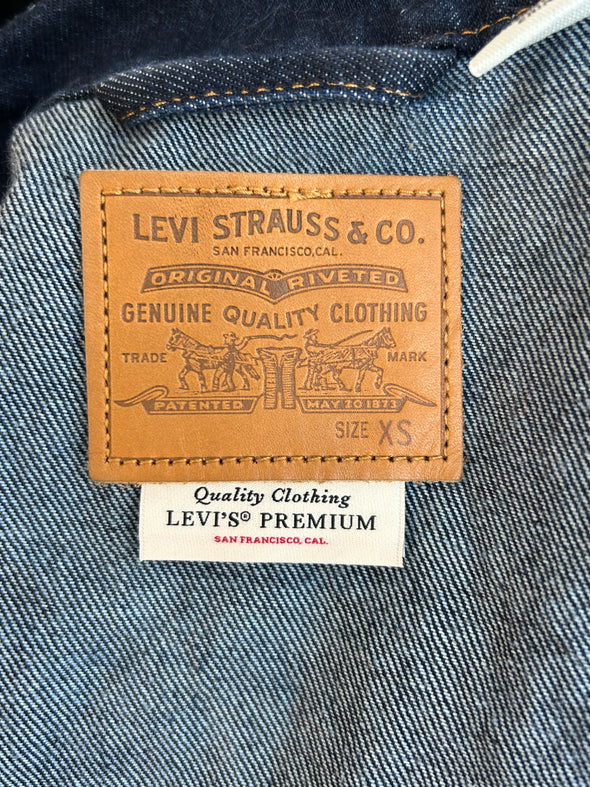 LEVI STRAUSS & CO.
SAN FRANCISCO, CAL.
ORIGINAL RIVETED
GENUINE QUALITY CLOTHING
TRADE MARK
PATENTED MAY 20 1873
SIZE XS
Quality Clothing
LEVI'S® PREMIUM
SAN FRANCISCO, CAL.